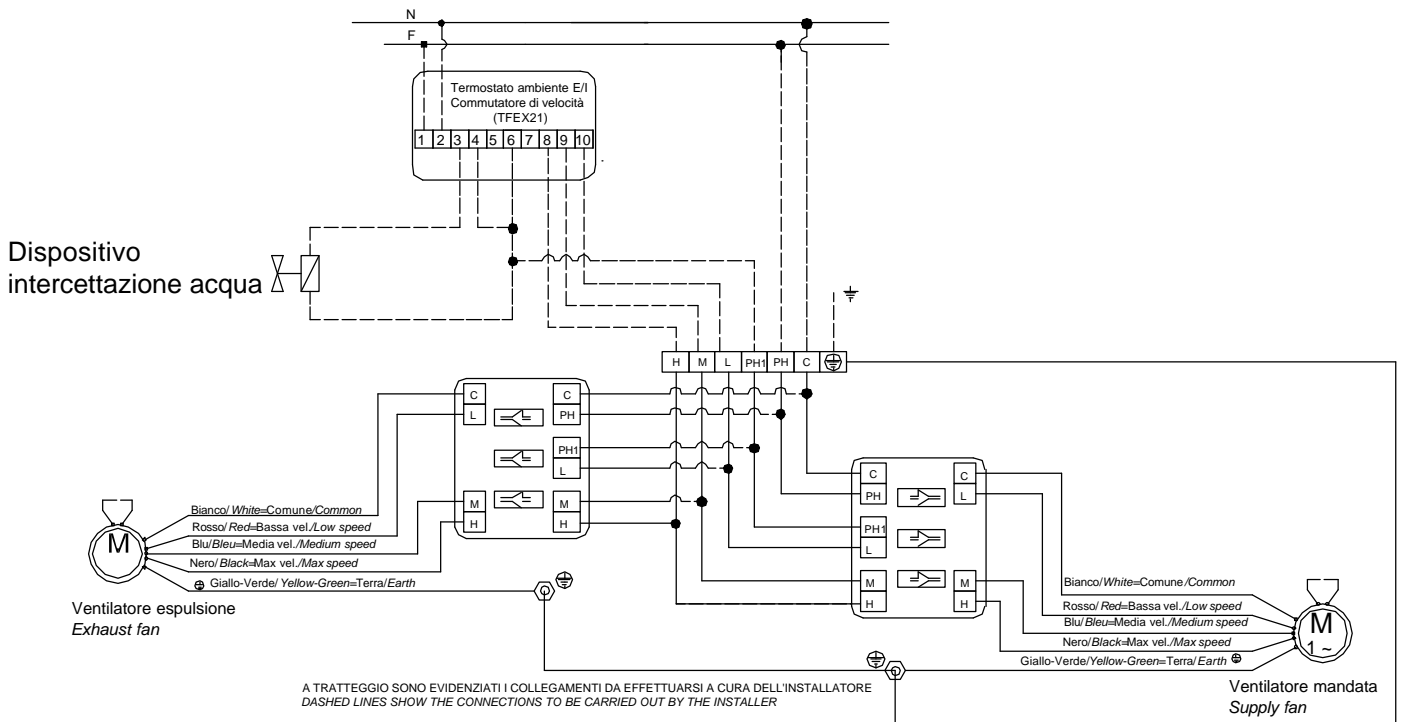 N
F
Termostato ambiente E/I
Commutatore di velocità
(TFEX21)
1 2 3 4 5 6 7 8 9 10
Dispositivo
intercettazione acqua
H M L PH1 PH C
C C
L PH
PH1
L
M M
H H
C C
PH L
PH1
L
M M
H H
M
Bianco/ White=Comune/Common
Rosso/ Red=Bassa vel./Low speed
Blu/Bleu=Media vel./Medium speed
Nero/Black=Max vel./Max speed
Giallo-Verde/ Yellow-Green=Terra/Earth
Ventilatore espulsione
Exhaust fan
Bianco/White=Comune/Common
Rosso/ Red=Bassa vel./Low speed
Blu/Bleu=Media vel./Medium speed
Nero/Black=Max vel./Max speed
Giallo-Verde/Yellow-Green=Terra/Earth
M
1 ~
Ventilatore mandata
Supply fan
A TRATTEGGIO SONO EVIDENZIATI I COLLEGAMENTI DA EFFETTUARSI A CURA DELL'INSTALLATORE
DASHED LINES SHOW THE CONNECTIONS TO BE CARRIED OUT BY THE INSTALLER